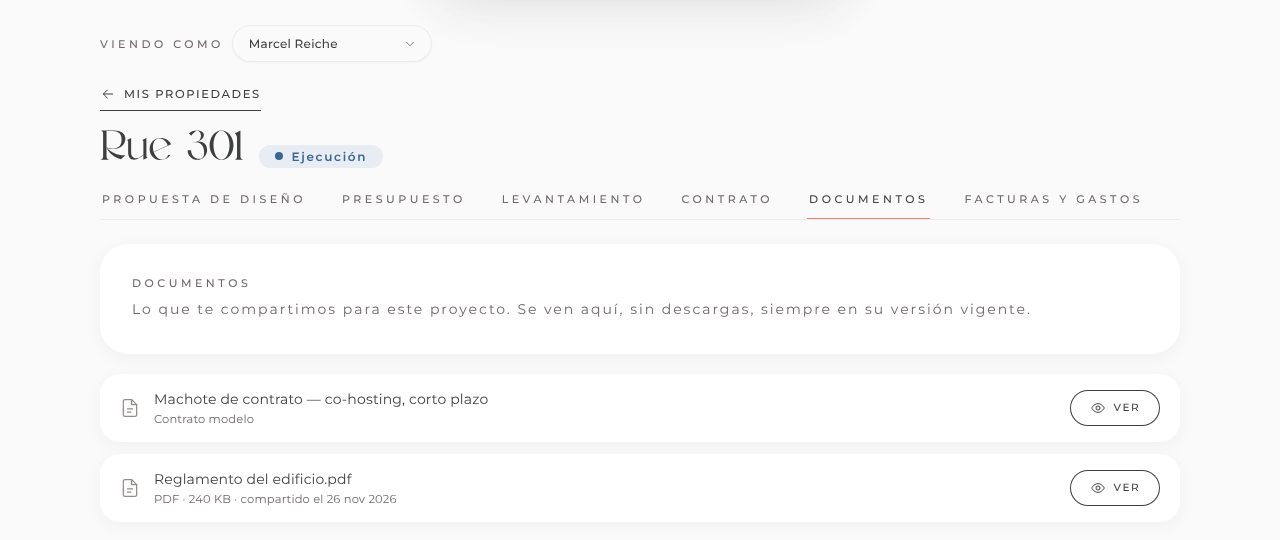 VIENDO COMO Marcel Reiche
MIS PROPIEDADES
Rue 301 Ejecución
PROPUESTA DE DISEÑO PRESUPUESTO LEVANTAMIENTO CONTRATO DOCUMENTOS FACTURAS Y GASTOS
DOCUMENTOS
Lo que te compartimos para este proyecto. Se ven aquí, sin descargas, siempre en su versión vigente.
Machote de contrato — co-hosting, corto plazo
Contrato modelo
VER
Reglamento del edificio.pdf
PDF · 240 KB · compartido el 26 nov 2026
VER